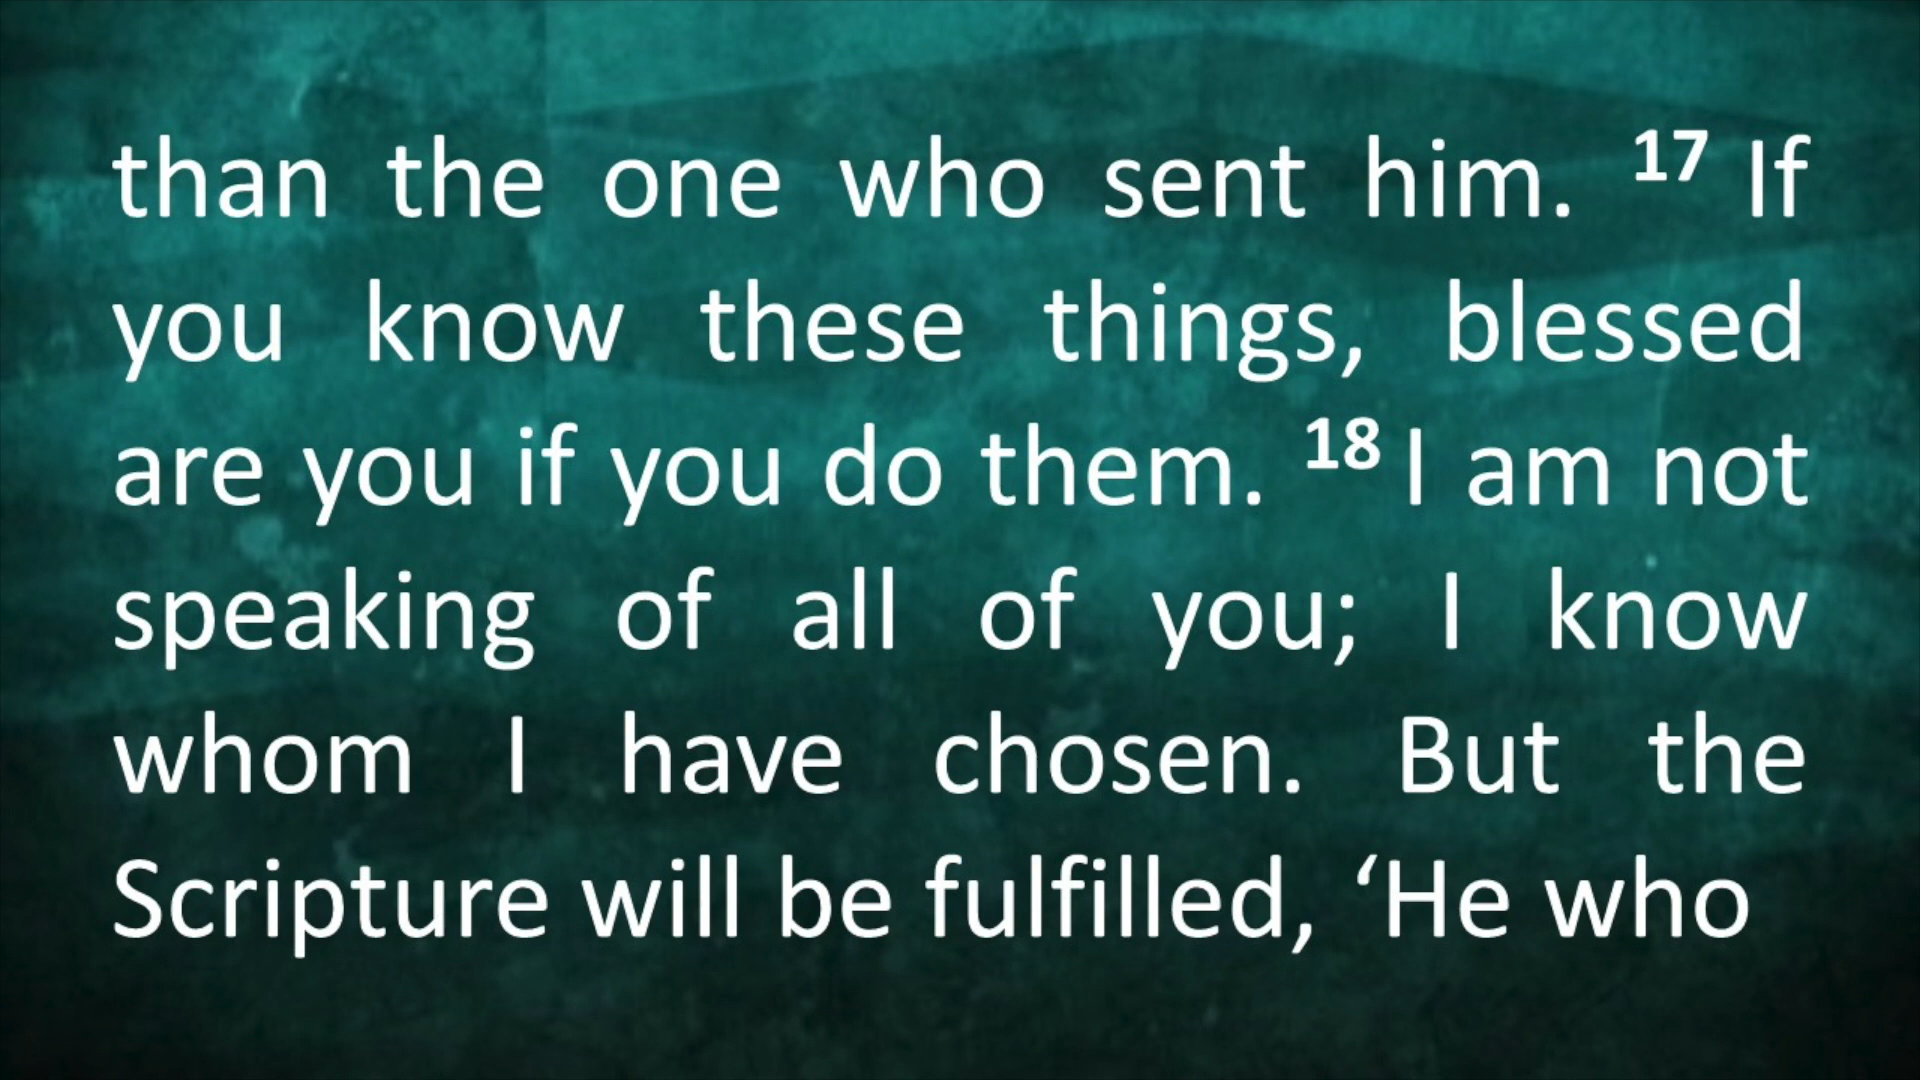 than the one who sent him. 17 If
you know these things, blessed
are you if you do them. 18 I am not
speaking of all of you; I know
whom I have chosen. But the
Scripture will be fulfilled, ‘He who